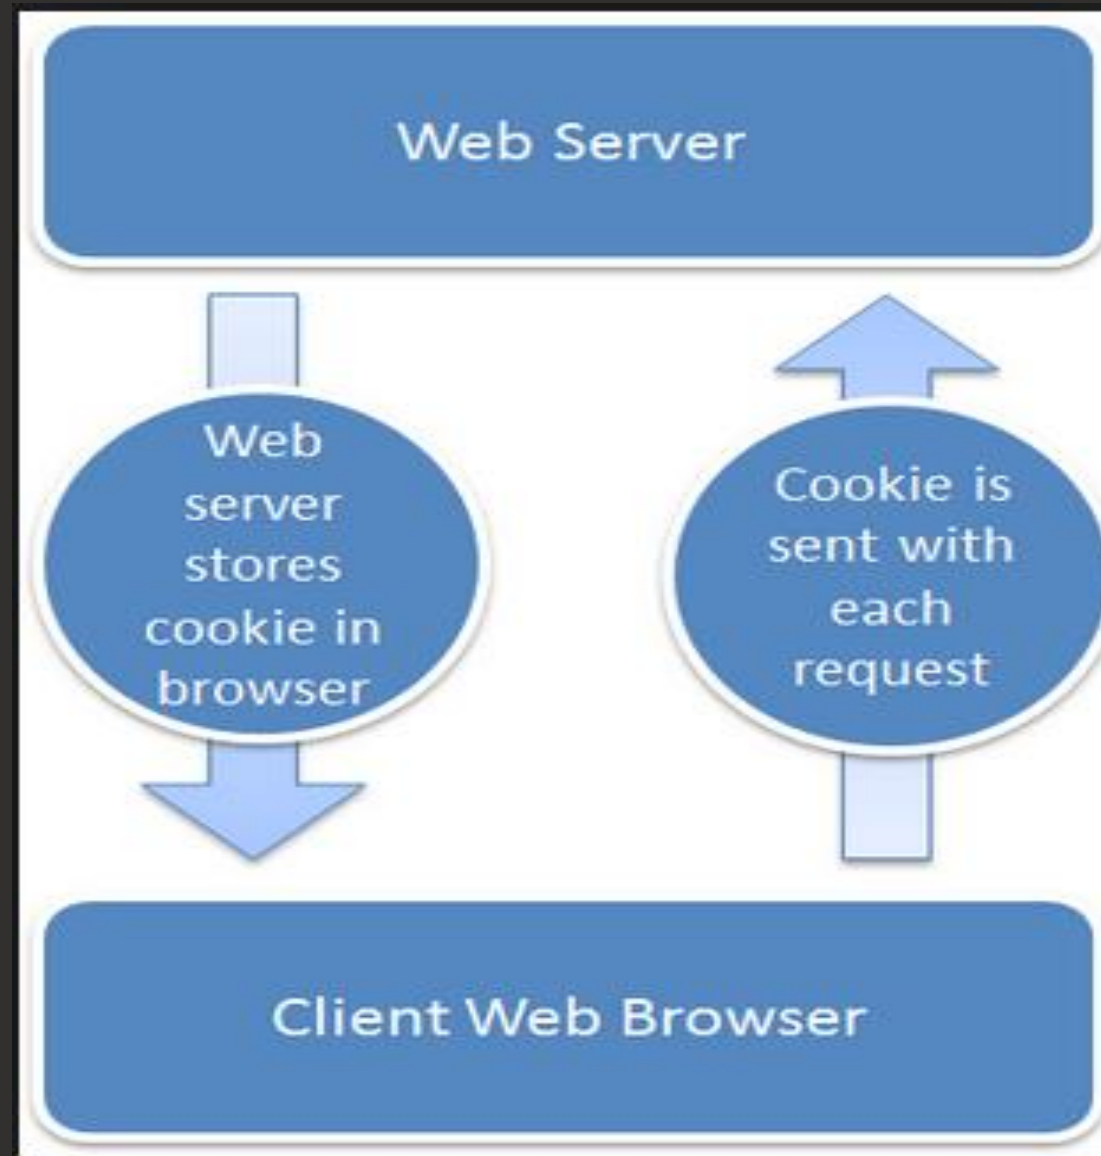 Web Server
Web
server
stores
cookie in
browser
Cookie is
sent with
each
request
Client Web Browser